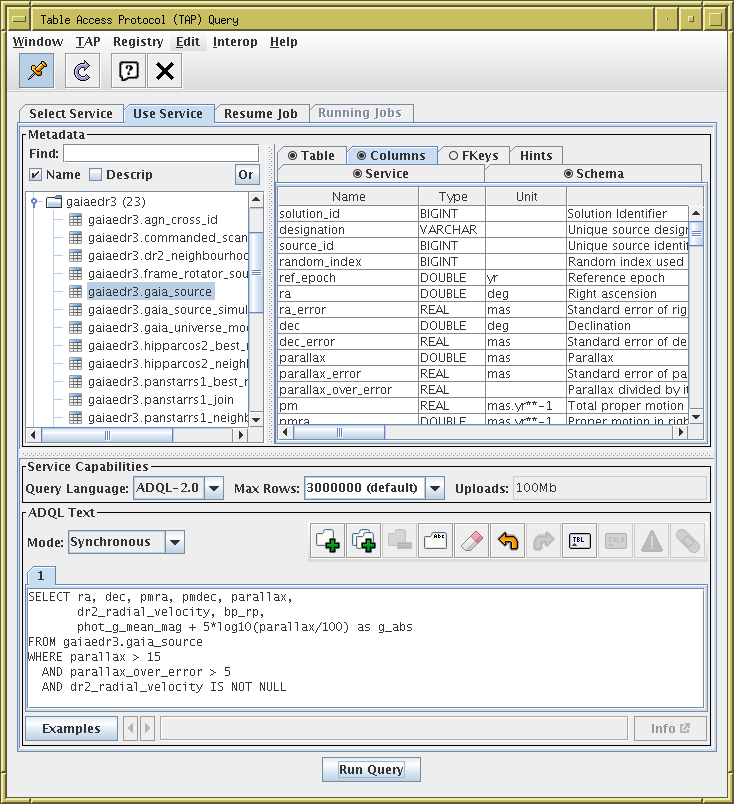 Table Access Protocol (TAP) Query
Window TAP Registry Edit Interop Help
Select Service Use Service Resume Job Running Jobs
Metadata
Find:
Name Descrip Or
gaiaedr3 (23)
gaiaedr3.agn_cross_id
gaiaedr3.commanded_scan
gaiaedr3.dr2_neighbourhoo
gaiaedr3.frame_rotator_sou
gaiaedr3.gaia_source
gaiaedr3.gaia_source_simul
gaiaedr3.gaia_universe_mo
gaiaedr3.hipparcos2_best_
gaiaedr3.hipparcos2_neigh
gaiaedr3.panstarrs1_best_
gaiaedr3.panstarrs1_join
gaiaedr3.panstarrs1_neighb
Table Columns FKeys Hints
Service Schema
Name Type Unit
solution_id BIGINT Solution Identifier
designation VARCHAR Unique source desig
source_id BIGINT Unique source identif
random_index BIGINT Random index used
ref_epoch DOUBLE yr Reference epoch
ra DOUBLE deg Right ascension
ra_error REAL mas Standard error of rig
dec DOUBLE deg Declination
dec_error REAL mas Standard error of de
parallax DOUBLE mas Parallax
parallax_error REAL mas Standard error of pa
parallax_over_error REAL Parallax divided by it
pm REAL mas.yr**-1 Total proper motion
pmra DOUBLE mas.yr**-1 Proper motion in righ
Service Capabilities
Query Language: ADQL-2.0 Max Rows: 3000000 (default) Uploads: 100Mb
ADQL Text
Mode: Synchronous
Abc TBL COLS
1
SELECT ra, dec, pmra, pmdec, parallax,
dr2_radial_velocity, bp_rp,
phot_g_mean_mag + 5*log10(parallax/100) as g_abs
FROM gaiaedr3.gaia_source
WHERE parallax > 15
AND parallax_over_error > 5
AND dr2_radial_velocity IS NOT NULL
Examples Info
Run Query